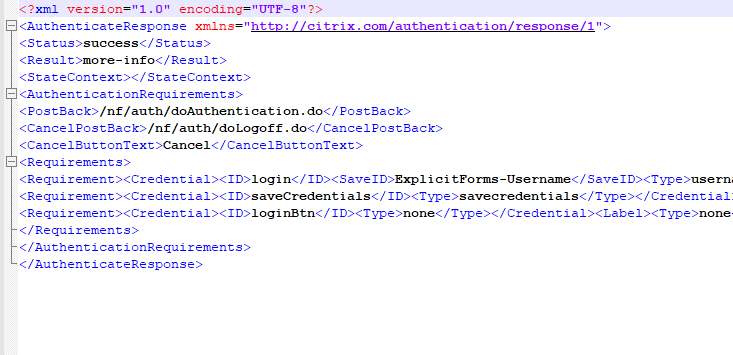 <?xml version="1.0" encoding="UTF-8"?>
<AuthenticateResponse xmlns="http://citrix.com/authentication/response/1">
<Status>success</Status>
<Result>more-info</Result>
<StateContext></StateContext>
<AuthenticationRequirements>
<PostBack>/nf/auth/doAuthentication.do</PostBack>
<CancelPostBack>/nf/auth/doLogoff.do</CancelPostBack>
<CancelButtonText>Cancel</CancelButtonText>
<Requirements>
<Requirement><Credential><ID>login</ID><SaveID>ExplicitForms-Username</SaveID><Type>userna
<Requirement><Credential><ID>saveCredentials</ID><Type>savecredentials</Type></Credential
<Requirement><Credential><ID>loginBtn</ID><Type>none</Type></Credential><Label><Type>none
</Requirements>
</AuthenticationRequirements>
</AuthenticateResponse>